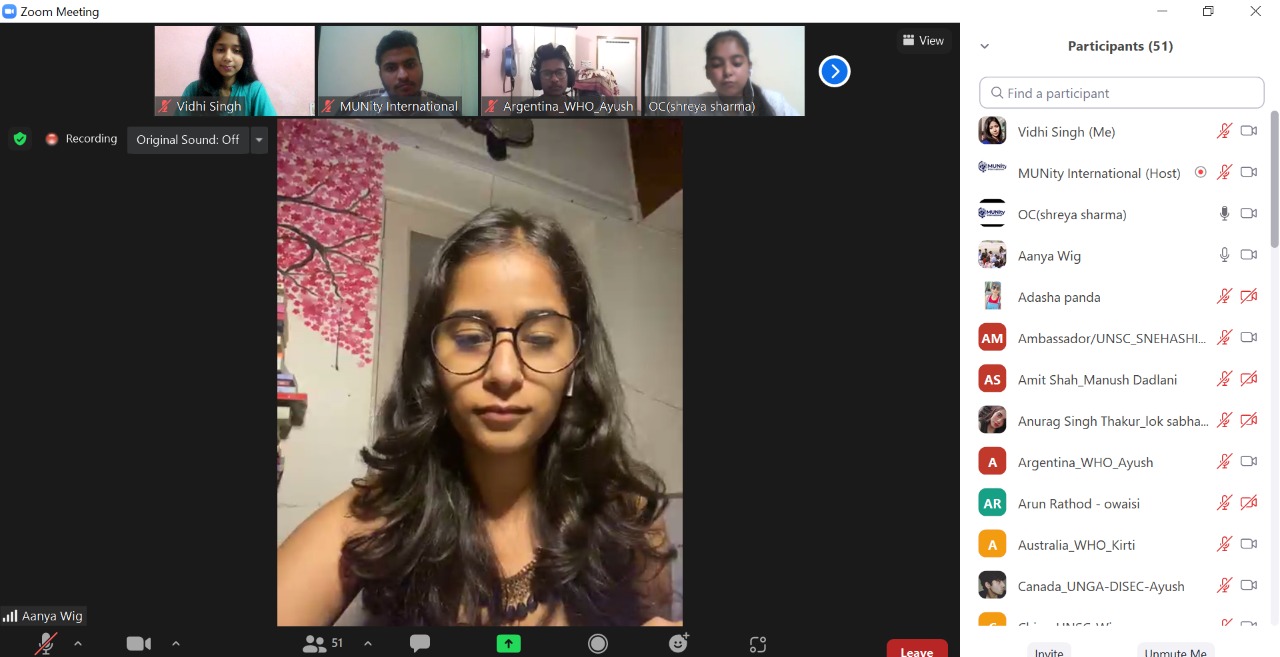 Zoom Meeting
View
Vidhi Singh
MUNity International
Argentina_WHO_Ayush
OC(shreya sharma)
Recording
Original Sound: Off
Aanya Wig
51
Leave
Participants (51)
Find a participant
Vidhi Singh (Me)
MUNity International (Host)
OC(shreya sharma)
Aanya Wig
Adasha panda
AM Ambassador/UNSC_SNEHASHI...
AS Amit Shah_Manush Dadlani
Anurag Singh Thakur_lok sabha...
A Argentina_WHO_Ayush
AR Arun Rathod - owaisi
A Australia_WHO_Kirti
Canada_UNGA-DISEC-Ayush
Invite
Unmute Me